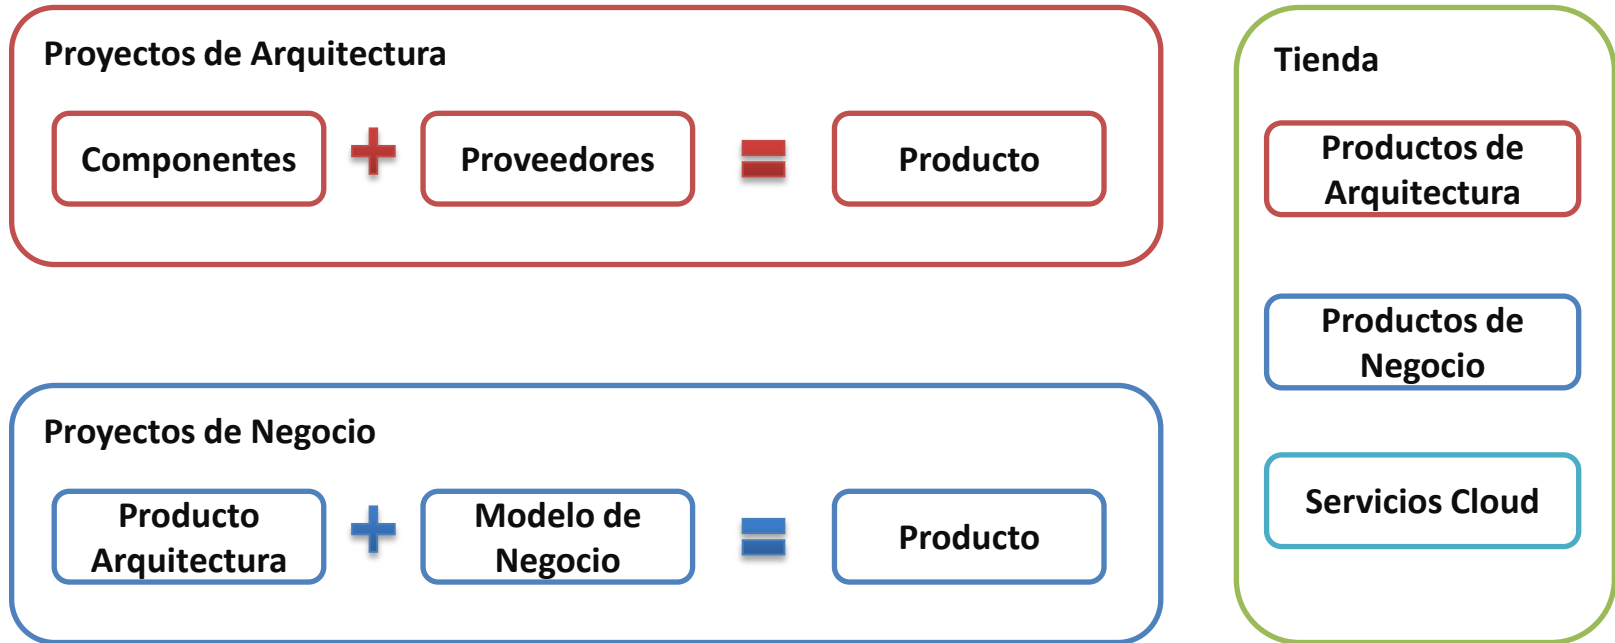 Proyectos de Arquitectura
Componentes + Proveedores = Producto
Proyectos de Negocio
Producto
Arquitectura
+
Modelo de
Negocio
=
Producto
Tienda
Productos de
Arquitectura
Productos de
Negocio
Servicios Cloud